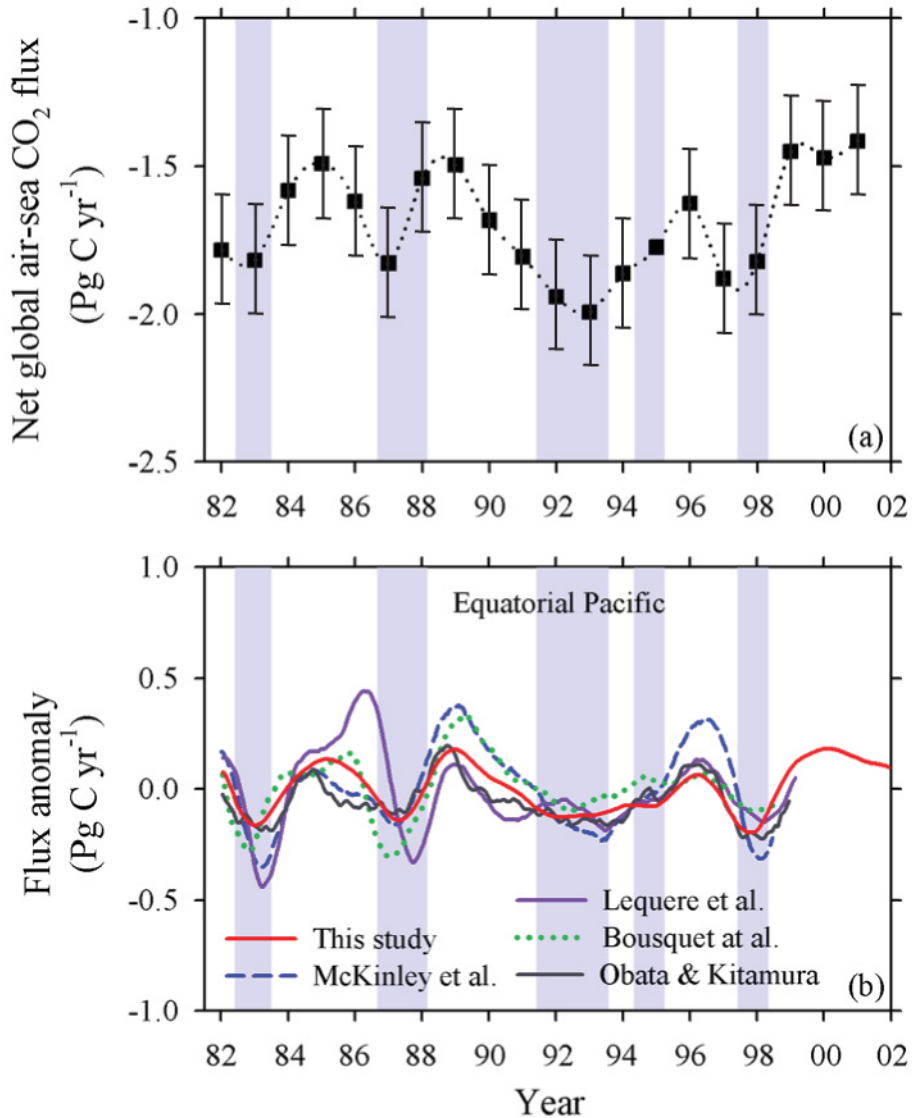 Net global air-sea CO₂ flux
(Pg C yr⁻¹)
-1.0
-1.5
-2.0
-2.5
(a)
82 84 86 88 90 92 94 96 98 00 02
Flux anomaly
(Pg C yr⁻¹)
1.0
0.5
0.0
-0.5
-1.0
Equatorial Pacific
Lequere et al.
This study
Bousquet at al.
McKinley et al.
Obata & Kitamura
(b)
82 84 86 88 90 92 94 96 98 00 02
Year